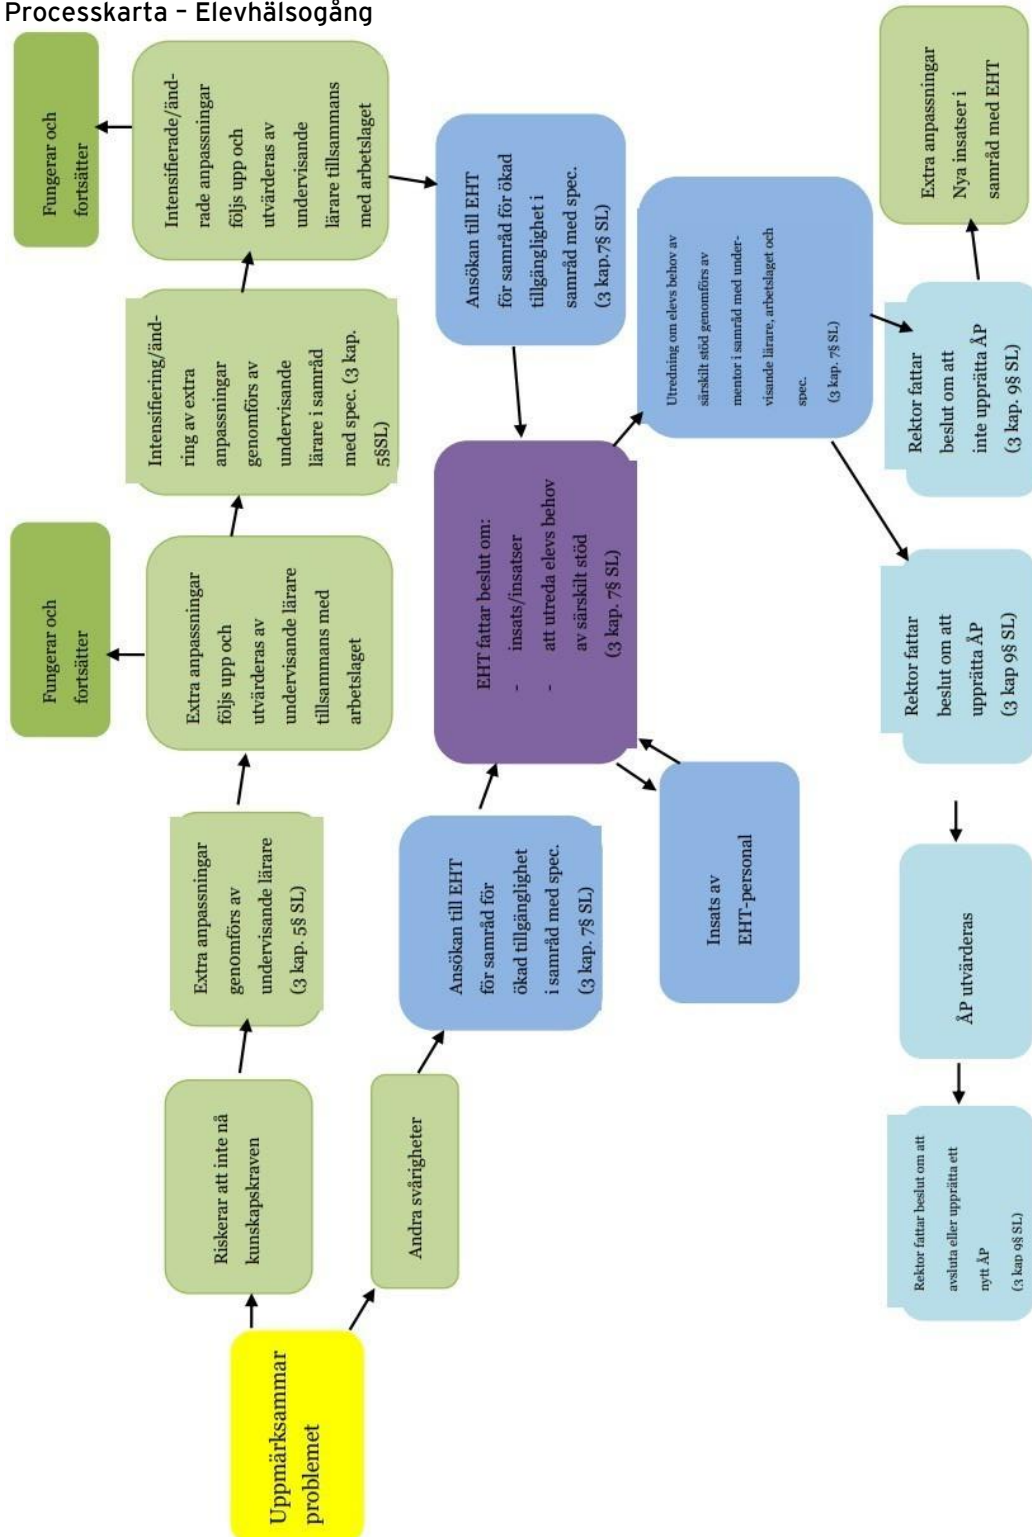 Processkarta – Elevhälsogång
Uppmärksammar
problemet
Riskerar att inte nå
kunskapskraven
Extra anpassningar
genomförs av
undervisande lärare
(3 kap. 5§ SL)
Extra anpassningar
följs upp och
utvärderas av
undervisande lärare
tillsammans med
arbetslaget
Fungerar och
fortsätter
Intensifiering/änd-
ring av extra
anpassningar
genomförs av
undervisande
lärare i samråd
med spec. (3 kap.
5§SL)
Intensifierade/änd-
rade anpassningar
följs upp och
utvärderas av
undervisande
lärare tillsammans
med arbetslaget
Fungerar och
fortsätter
Andra svårigheter
Ansökan till EHT
för samråd för
ökad tillgänglighet
i samråd med spec.
(3 kap. 7§ SL)
Ansökan till EHT
för samråd för ökad
tillgänglighet i
samråd med spec.
(3 kap.7§ SL)
EHT fattar beslut om:
- insats/insatser
- att utreda elevs behov
av särskilt stöd
(3 kap. 7§ SL)
Insats av
EHT-personal
Utredning om elevs behov av
särskilt stöd genomförs av
mentor i samråd med under-
visande lärare, arbetslaget och
spec.
(3 kap. 7§ SL)
Rektor fattar
beslut om att
inte upprätta ÅP
(3 kap. 9§ SL)
Extra anpassningar
Nya insatser i
samråd med EHT
Rektor fattar
beslut om att
upprätta ÅP
(3 kap 9§ SL)
ÅP utvärderas
Rektor fattar beslut om att
avsluta eller upprätta ett
nytt ÅP
(3 kap 9§ SL)